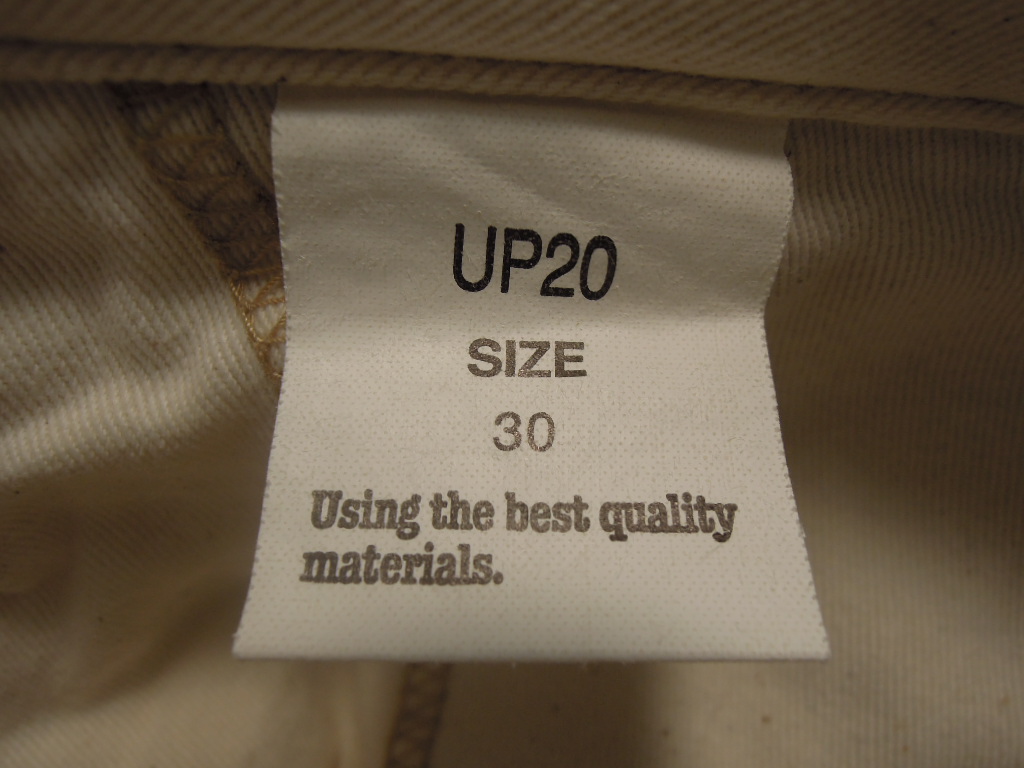 UP20
SIZE
30
Using the best quality
materials.